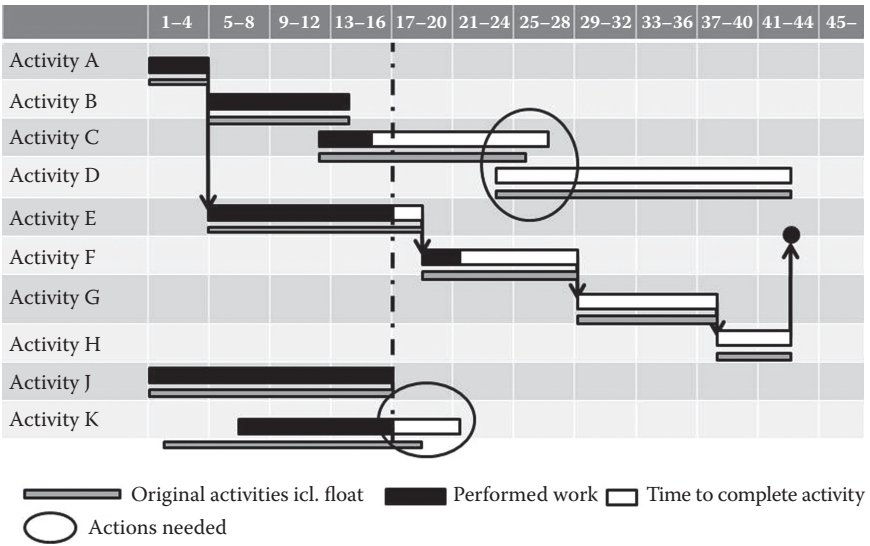 1–4 5–8 9–12 13–16 17–20 21–24 25–28 29–32 33–36 37–40 41–44 45–
Activity A
Activity B
Activity C
Activity D
Activity E
Activity F
Activity G
Activity H
Activity J
Activity K
Original activities icl. float Performed work Time to complete activity
Actions needed